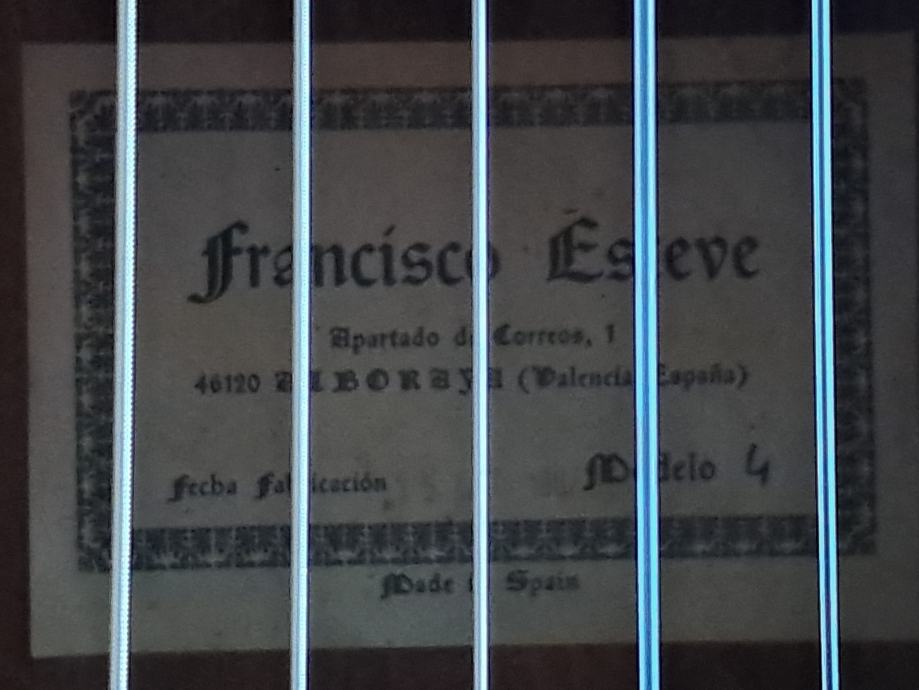 Francisco Esteve
Apartado de Correos, 1
46120 ALBORAYA (Valencia España)
Fecha Fabricación
Modelo 4
Made in Spain